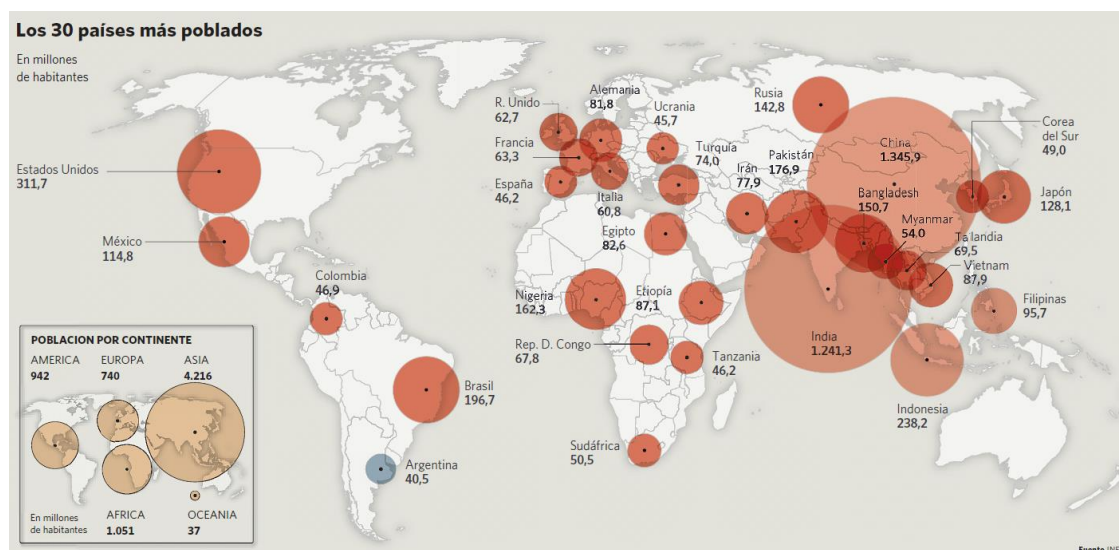 Los 30 países más poblados
En millones
de habitantes
Estados Unidos
311,7
México
114,8
Colombia
46,9
Brasil
196,7
Argentina
40,5
R. Unido
62,7
Francia
63,3
España
46,2
Alemania
81,8
Italia
60,8
Ucrania
45,7
Turquía
74,0
Egipto
82,6
Nigeria
162,3
Etiopía
87,1
Rep. D. Congo
67,8
Tanzania
46,2
Sudáfrica
50,5
Rusia
142,8
Irán
77,9
Pakistán
176,9
China
1.345,9
Bangladesh
150,7
Myanmar
54.0
Tailandia
69,5
Vietnam
87,9
Corea
del Sur
49,0
Japón
128,1
Filipinas
95,7
India
1.241,3
Indonesia
238,2
POBLACION POR CONTINENTE
AMERICA
942
EUROPA
740
ASIA
4.216
En millones
de habitantes
AFRICA
1.051
OCEANIA
37
Fuente